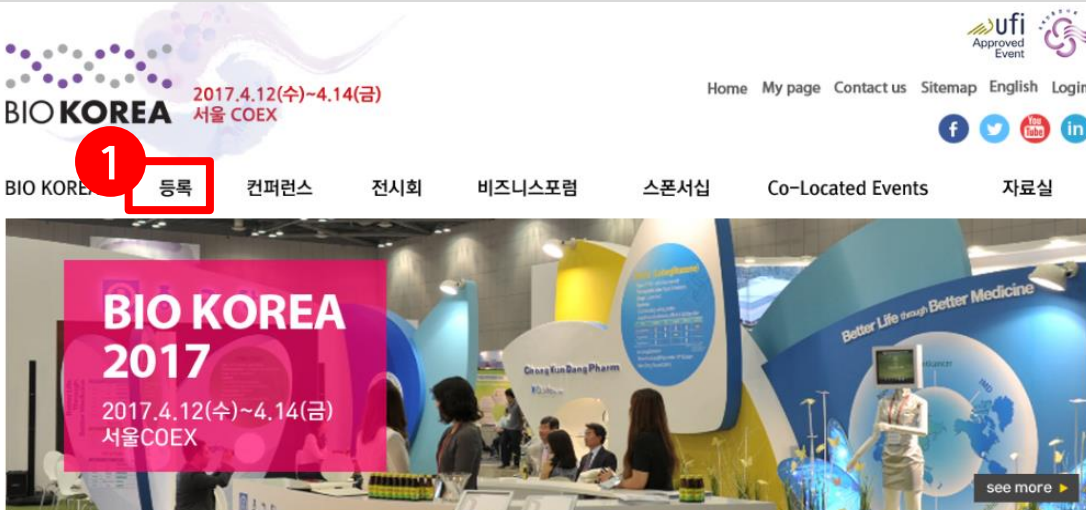 ufi
Approved
Event
BIO KOREA
2017.4.12(수)~4.14(금)
서울 COEX
Home My page Contact us Sitemap English Login
f You Tube in
1
BIO KORE 등록 컨퍼런스 전시회 비즈니스포럼 스폰서십 Co-Located Events 자료실
BIO KOREA
2017
2017.4.12(수)~4.14(금)
서울COEX
Chong Kun Dang Pharm
Better Life through Better Medicine
see more